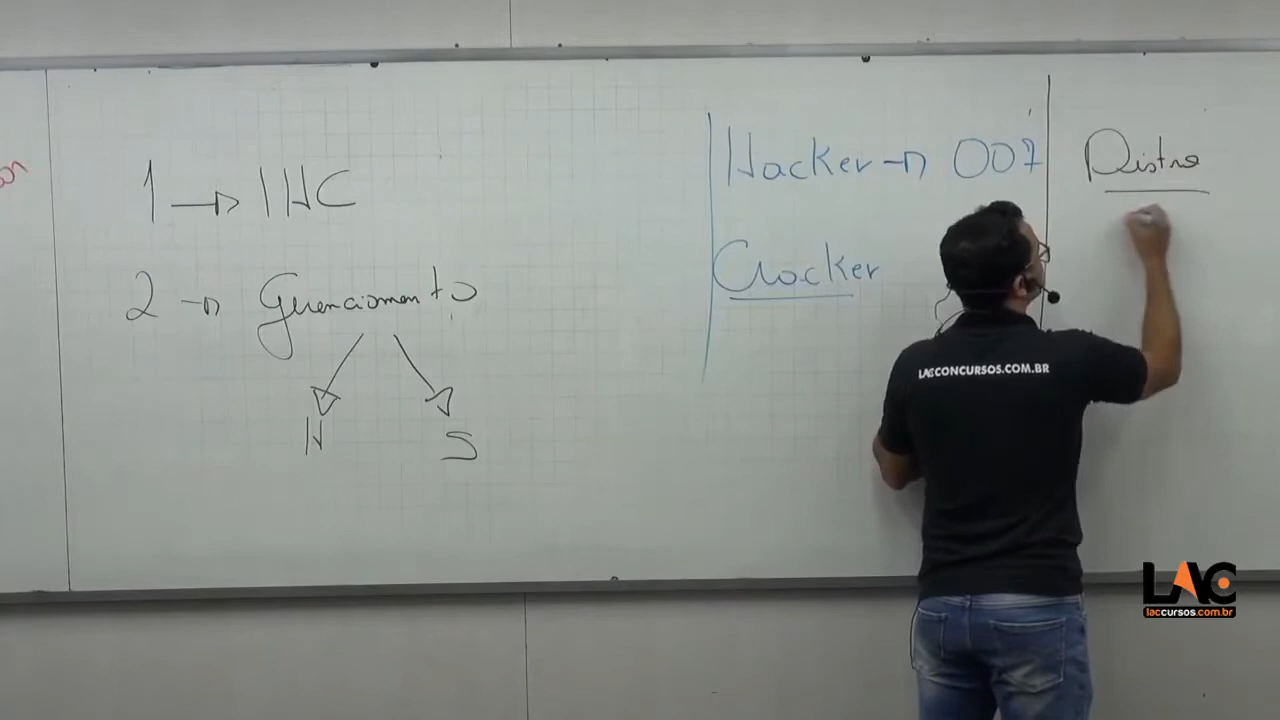 1 → IHC
2 → Gerenciamento
H S
Hacker → 007
Cracker
Distro
LACCONCURSOS.COM.BR
LAC
laccursos.com.br